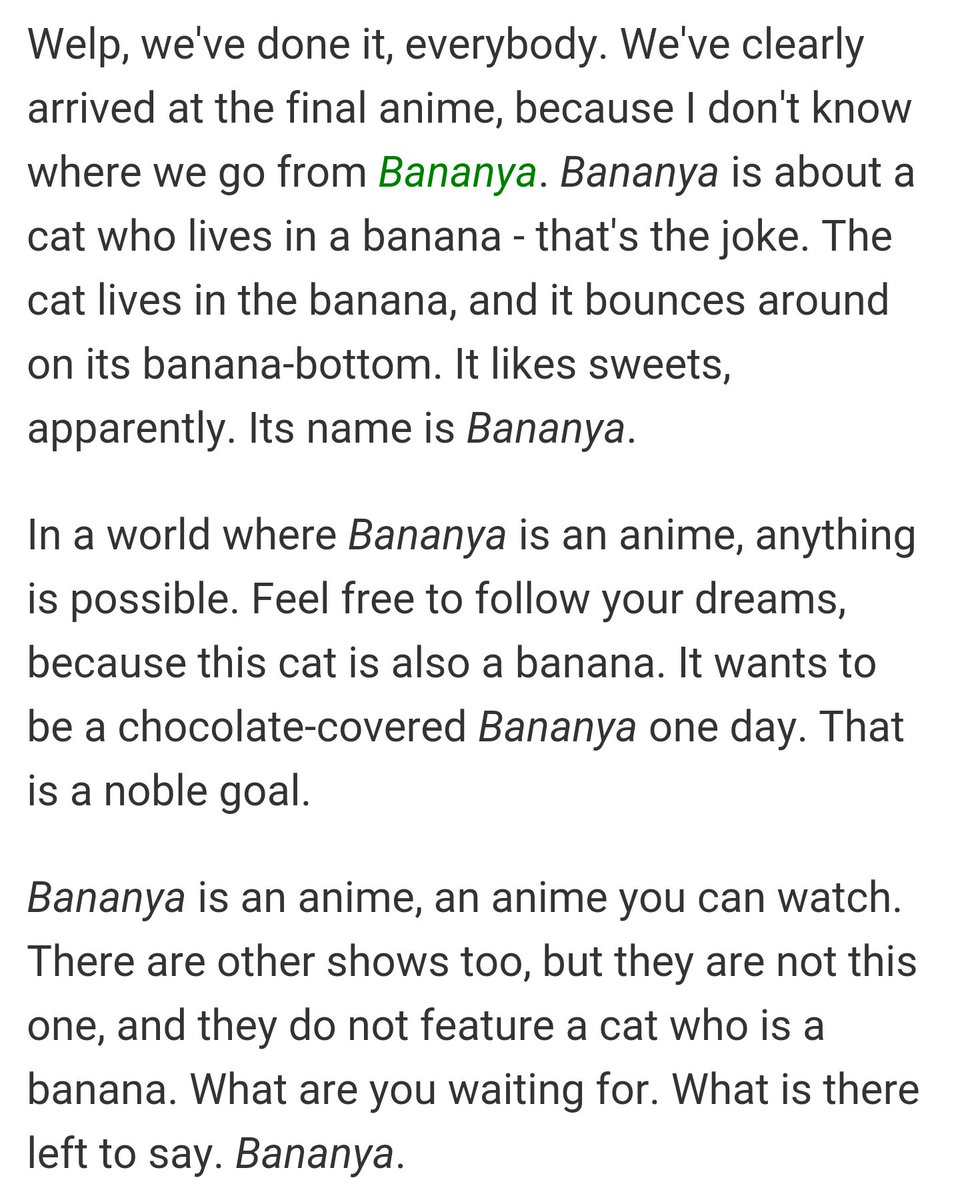 Welp, we've done it, everybody. We've clearly
arrived at the final anime, because I don't know
where we go from Bananya. Bananya is about a
cat who lives in a banana - that's the joke. The
cat lives in the banana, and it bounces around
on its banana-bottom. It likes sweets,
apparently. Its name is Bananya.
In a world where Bananya is an anime, anything
is possible. Feel free to follow your dreams,
because this cat is also a banana. It wants to
be a chocolate-covered Bananya one day. That
is a noble goal.
Bananya is an anime, an anime you can watch.
There are other shows too, but they are not this
one, and they do not feature a cat who is a
banana. What are you waiting for. What is there
left to say. Bananya.